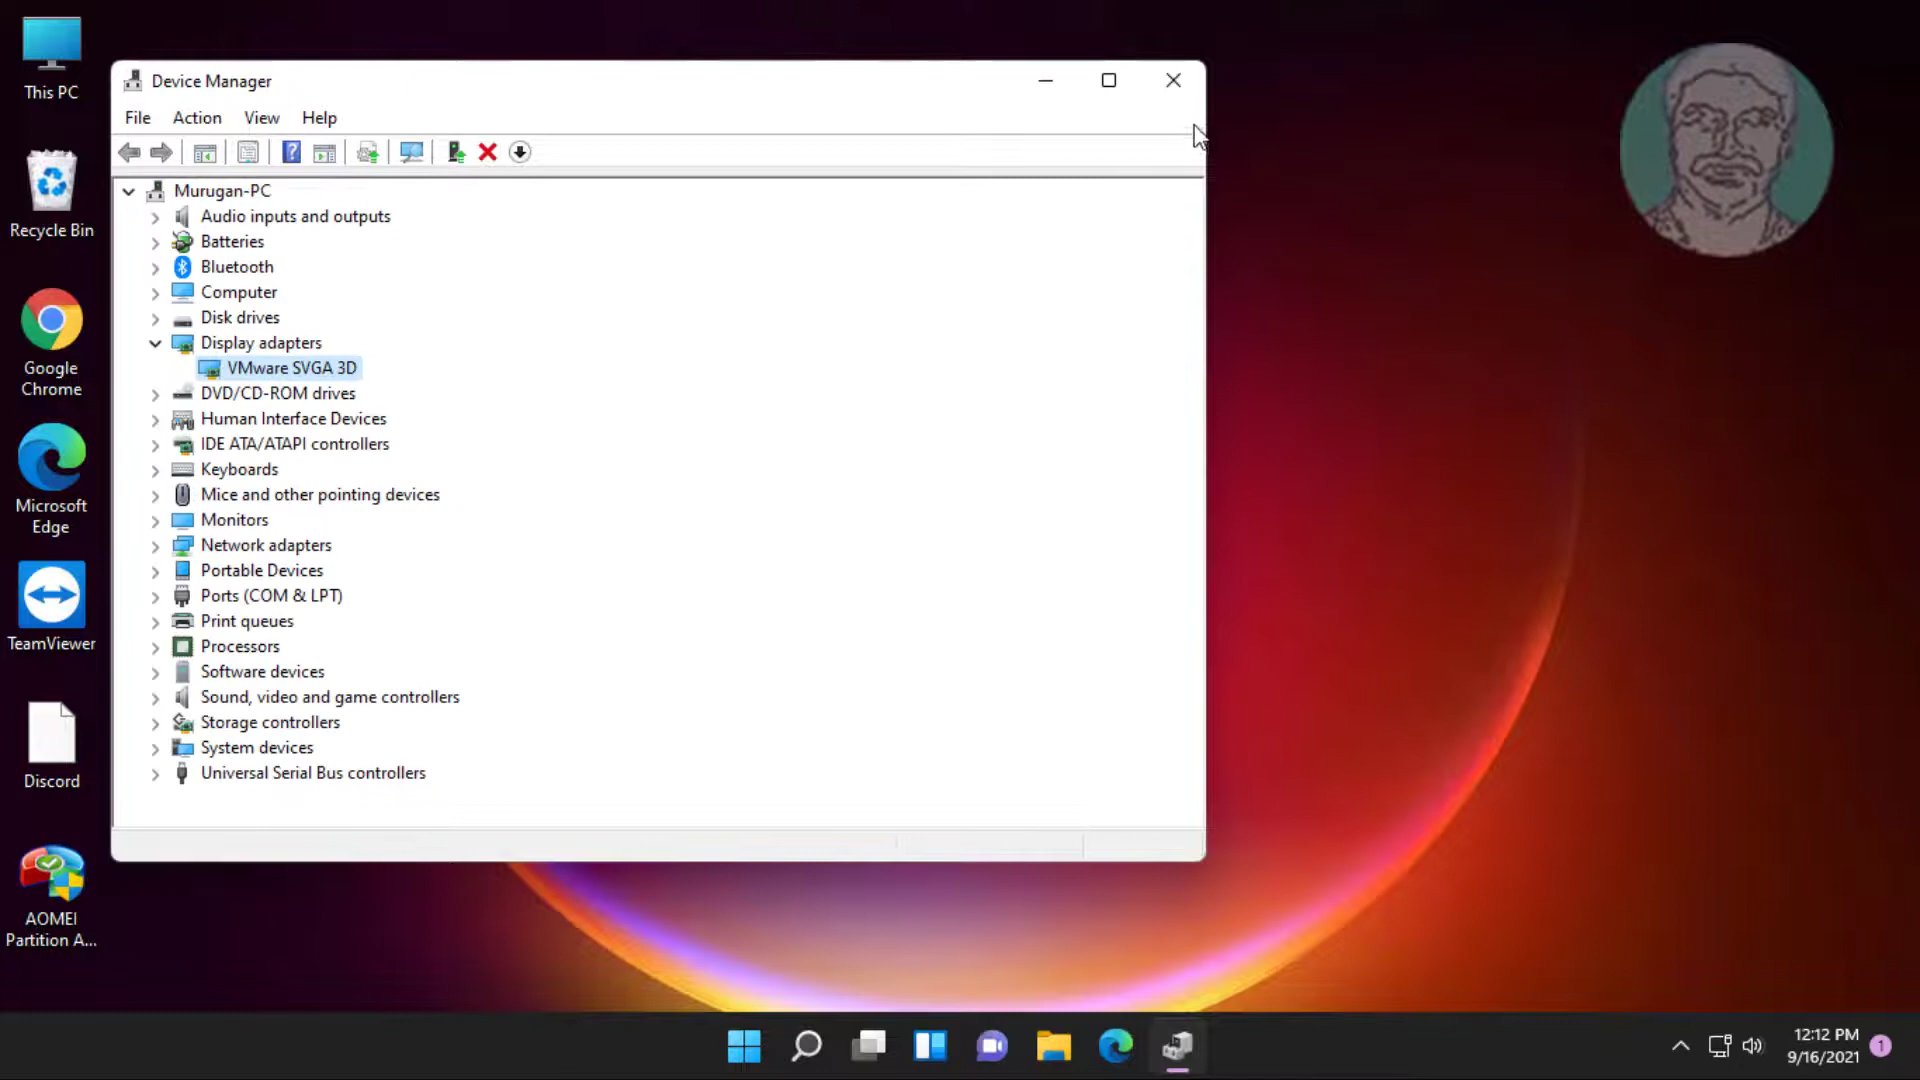 This PC
Recycle Bin
Google
Chrome
Microsoft
Edge
TeamViewer
Discord
AOMEI
Partition A...
Device Manager
File Action View Help
Murugan-PC
Audio inputs and outputs
Batteries
Bluetooth
Computer
Disk drives
Display adapters
VMware SVGA 3D
DVD/CD-ROM drives
Human Interface Devices
IDE ATA/ATAPI controllers
Keyboards
Mice and other pointing devices
Monitors
Network adapters
Portable Devices
Ports (COM & LPT)
Print queues
Processors
Software devices
Sound, video and game controllers
Storage controllers
System devices
Universal Serial Bus controllers
12:12 PM
9/16/2021
1